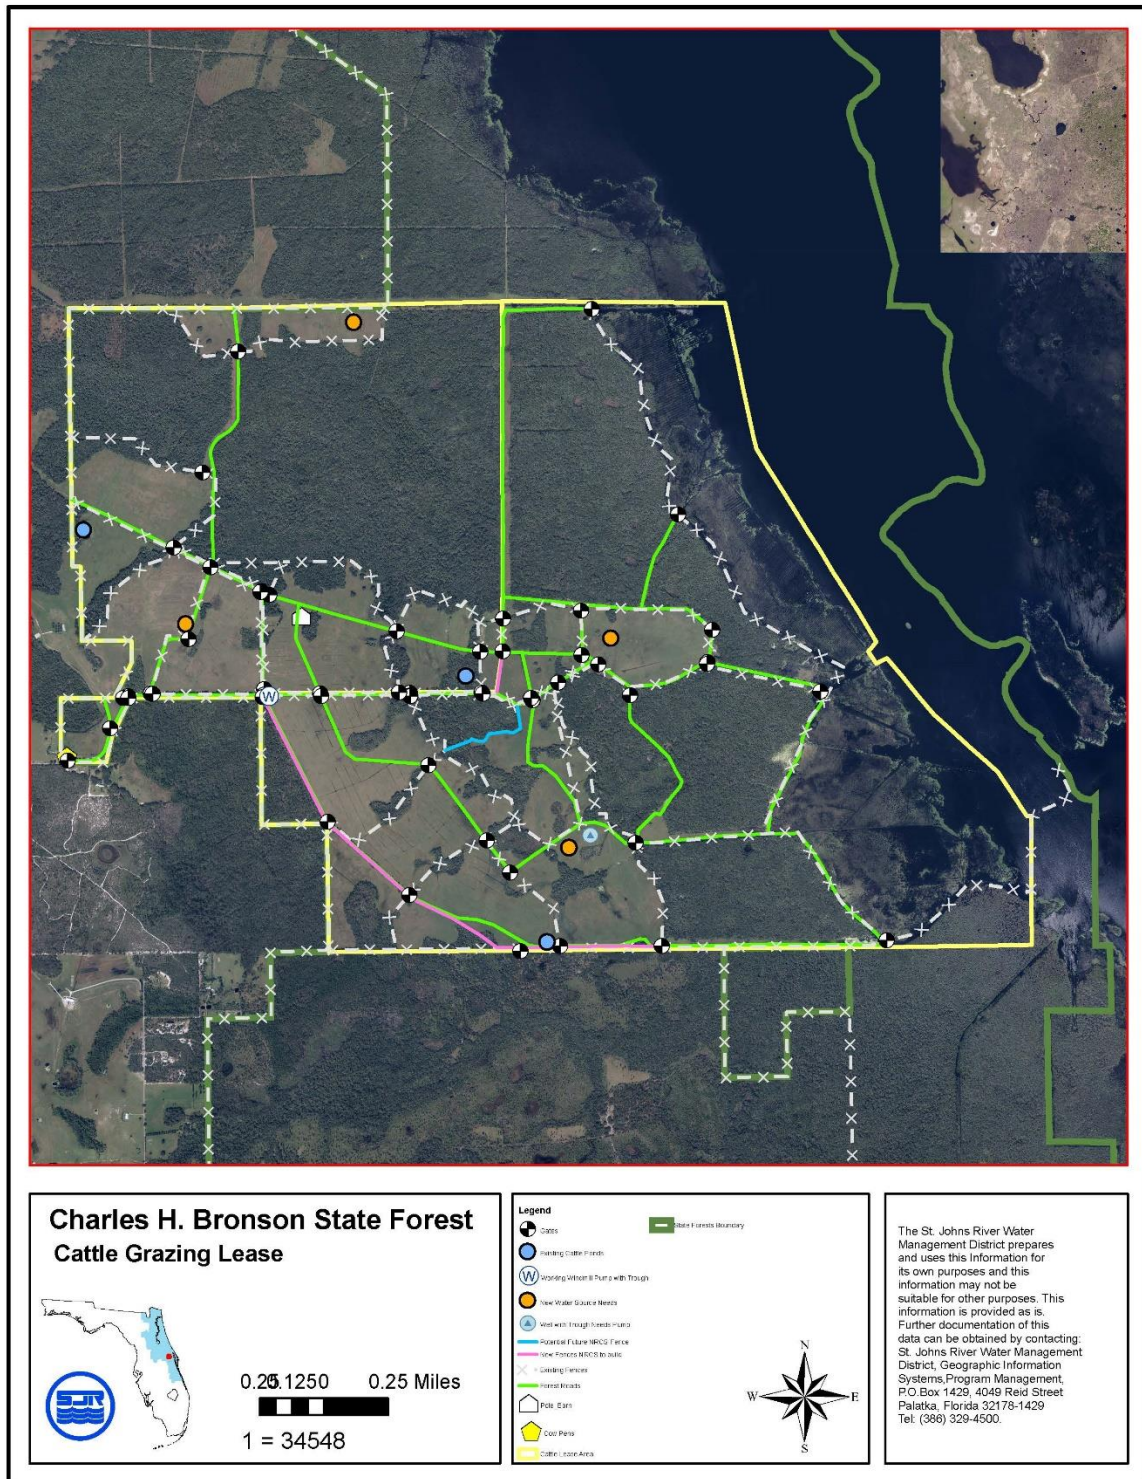 W
Charles H. Bronson State Forest
Cattle Grazing Lease
SJR
0.25 0.1250 0.25 Miles
1 = 34548
Legend
Gates
Existing Cattle Ponds
W Working Windmill Pump with Trough
New Water Source Needs
Well with Trough Needs Pump
Potential Future NRCS Fence
New Fences NRCS to build
Existing Fences
Forest Roads
Pole Barn
Cow Pens
Cattle Lease Area
State Forests Boundary
N
W E
S
The St. Johns River Water
Management District prepares
and uses this Information for
its own purposes and this
information may not be
suitable for other purposes. This
information is provided as is.
Further documentation of this
data can be obtained by contacting:
St. Johns River Water Management
District, Geographic Information
Systems,Program Management,
P.O.Box 1429, 4049 Reid Street
Palatka, Florida 32178-1429
Tel: (386) 329-4500.